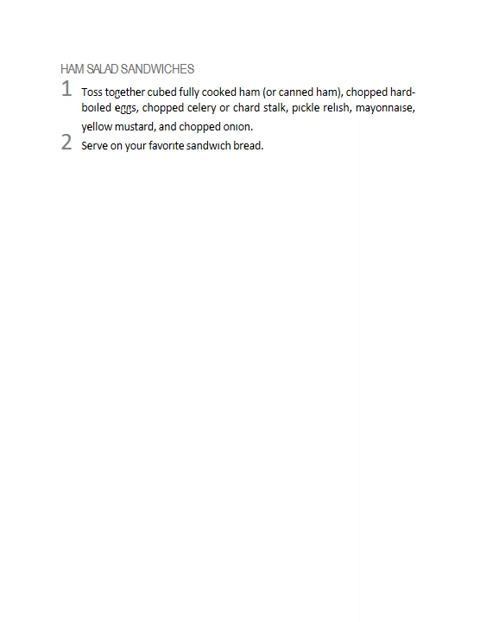 HAM SALAD SANDWICHES
1 Toss together cubed fully cooked ham (or canned ham), chopped hard-
boiled eggs, chopped celery or chard stalk, pickle relish, mayonnaise,
yellow mustard, and chopped onion.
2 Serve on your favorite sandwich bread.